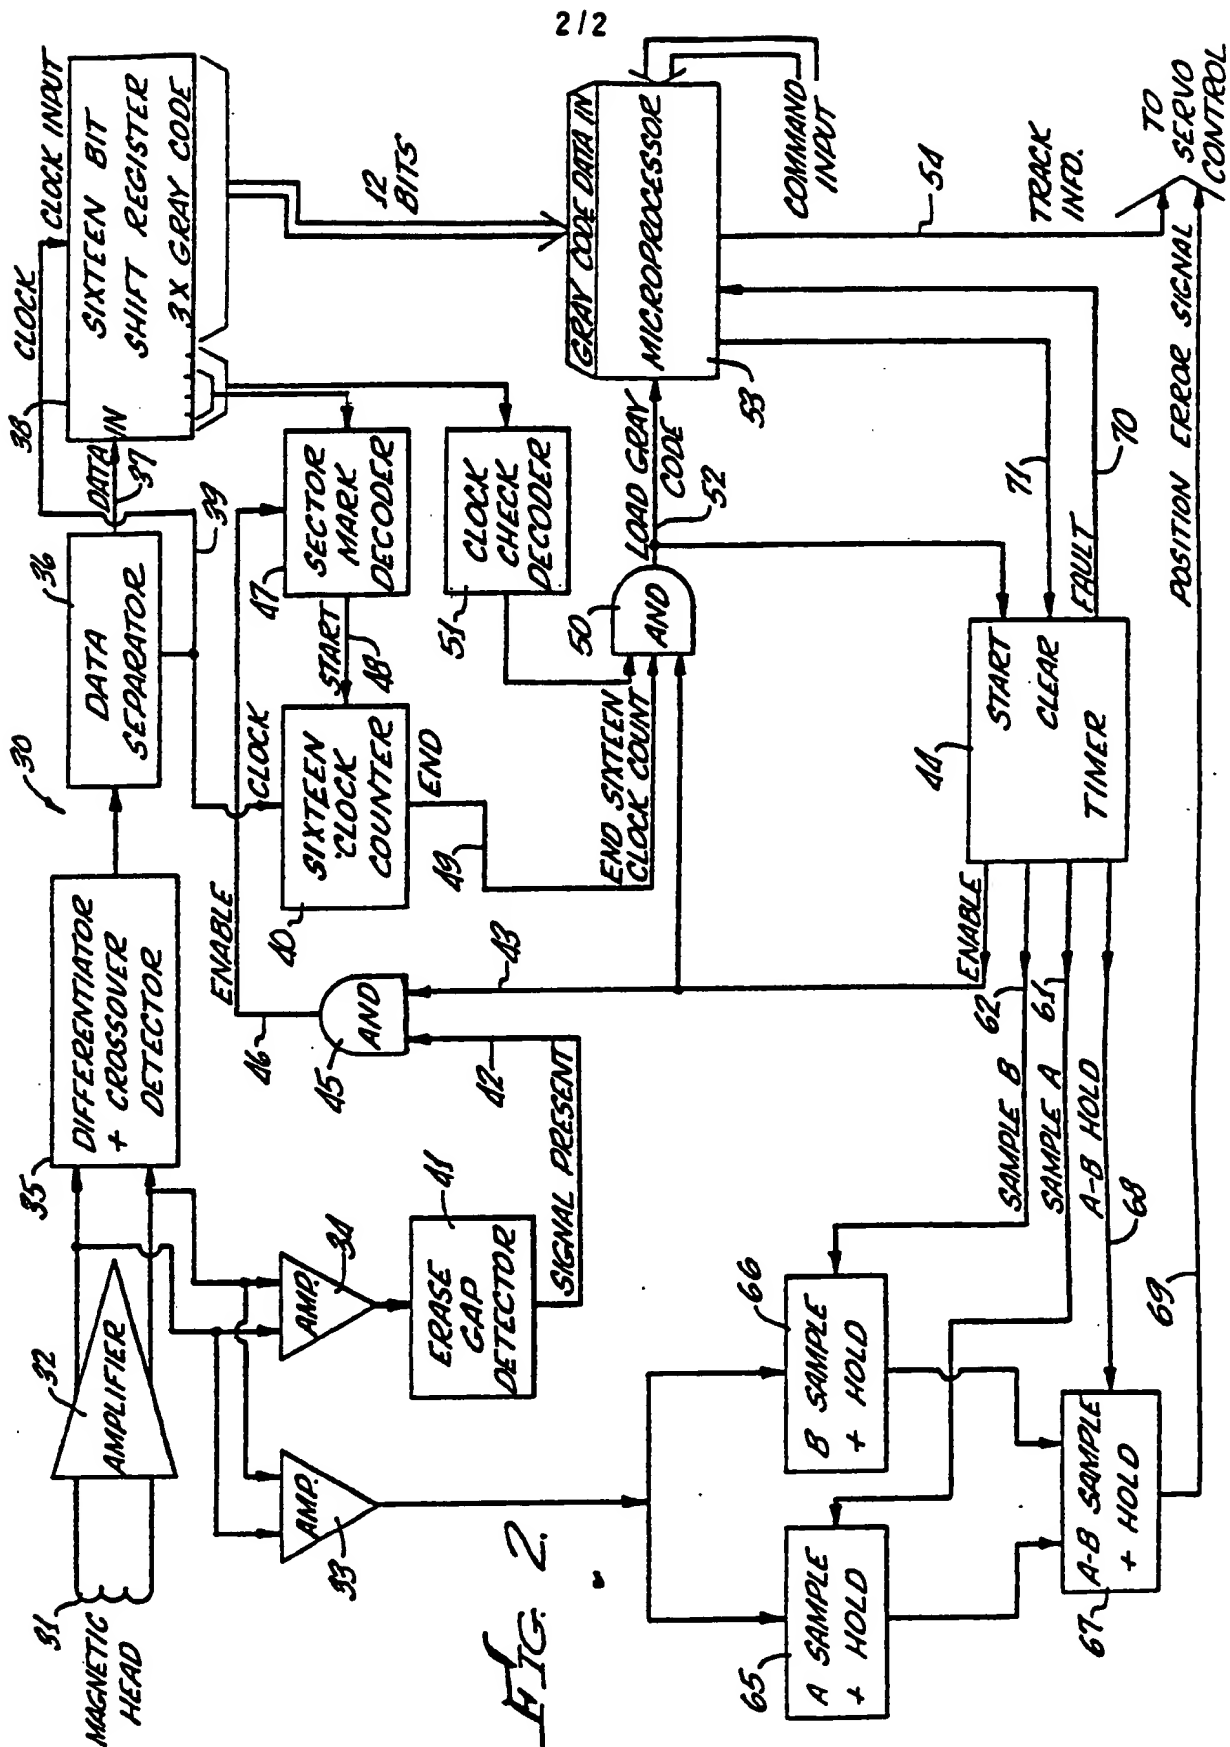 2/2
MAGNETIC
HEAD
31
32
AMPLIFIER
35
DIFFERENTIATOR
+ CROSSOVER
DETECTOR
30
36
DATA
SEPARATOR
DATA
IN
37
38
39
CLOCK
CLOCK INPUT
SIXTEEN BIT
SHIFT REGISTER
3X GRAY CODE
AMP.
33
AMP.
34
ERASE
GAP
DETECTOR
41
SIGNAL PRESENT
42
43
AND
45
46
ENABLE
CLOCK
SIXTEEN
CLOCK
COUNTER
40
START
48
SECTOR
MARK
DECODER
47
END
49
END SIXTEEN
CLOCK COUNT
CLOCK
CHECK
DECODER
51
AND
50
LOAD GRAY
CODE
52
12
BITS
GRAY CODE DATA IN
MICROPROCESSOR
53
COMMAND
INPUT
54
TRACK
INFO.
TO
SERVO
CONTROL
71
70
FAULT
START
CLEAR
TIMER
44
ENABLE
62
61
SAMPLE B
SAMPLE A
A-B HOLD
68
66
B SAMPLE
+ HOLD
65
A SAMPLE
+ HOLD
67
A-B SAMPLE
+ HOLD
69
POSITION ERROR SIGNAL
FIG. 2.